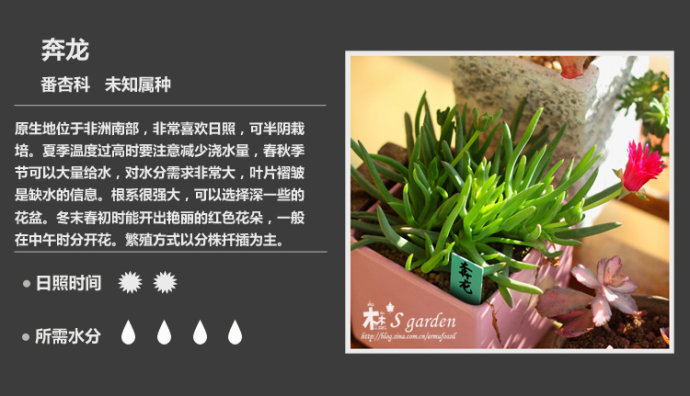 奔龙
番杏科 未知属种
原生地位于非洲南部，非常喜欢日照，可半阴栽
培。夏季温度过高时要注意减少浇水量，春秋季
节可以大量给水，对水分需求非常大，叶片褶皱
是缺水的信息。根系很强大，可以选择深一些的
花盆。冬末春初时能开出艳丽的红色花朵，一般
在中午时分开花。繁殖方式以分株扦插为主。
日照时间
所需水分
奔龙
林's garden
http://blog.sina.com.cn/ermufossil